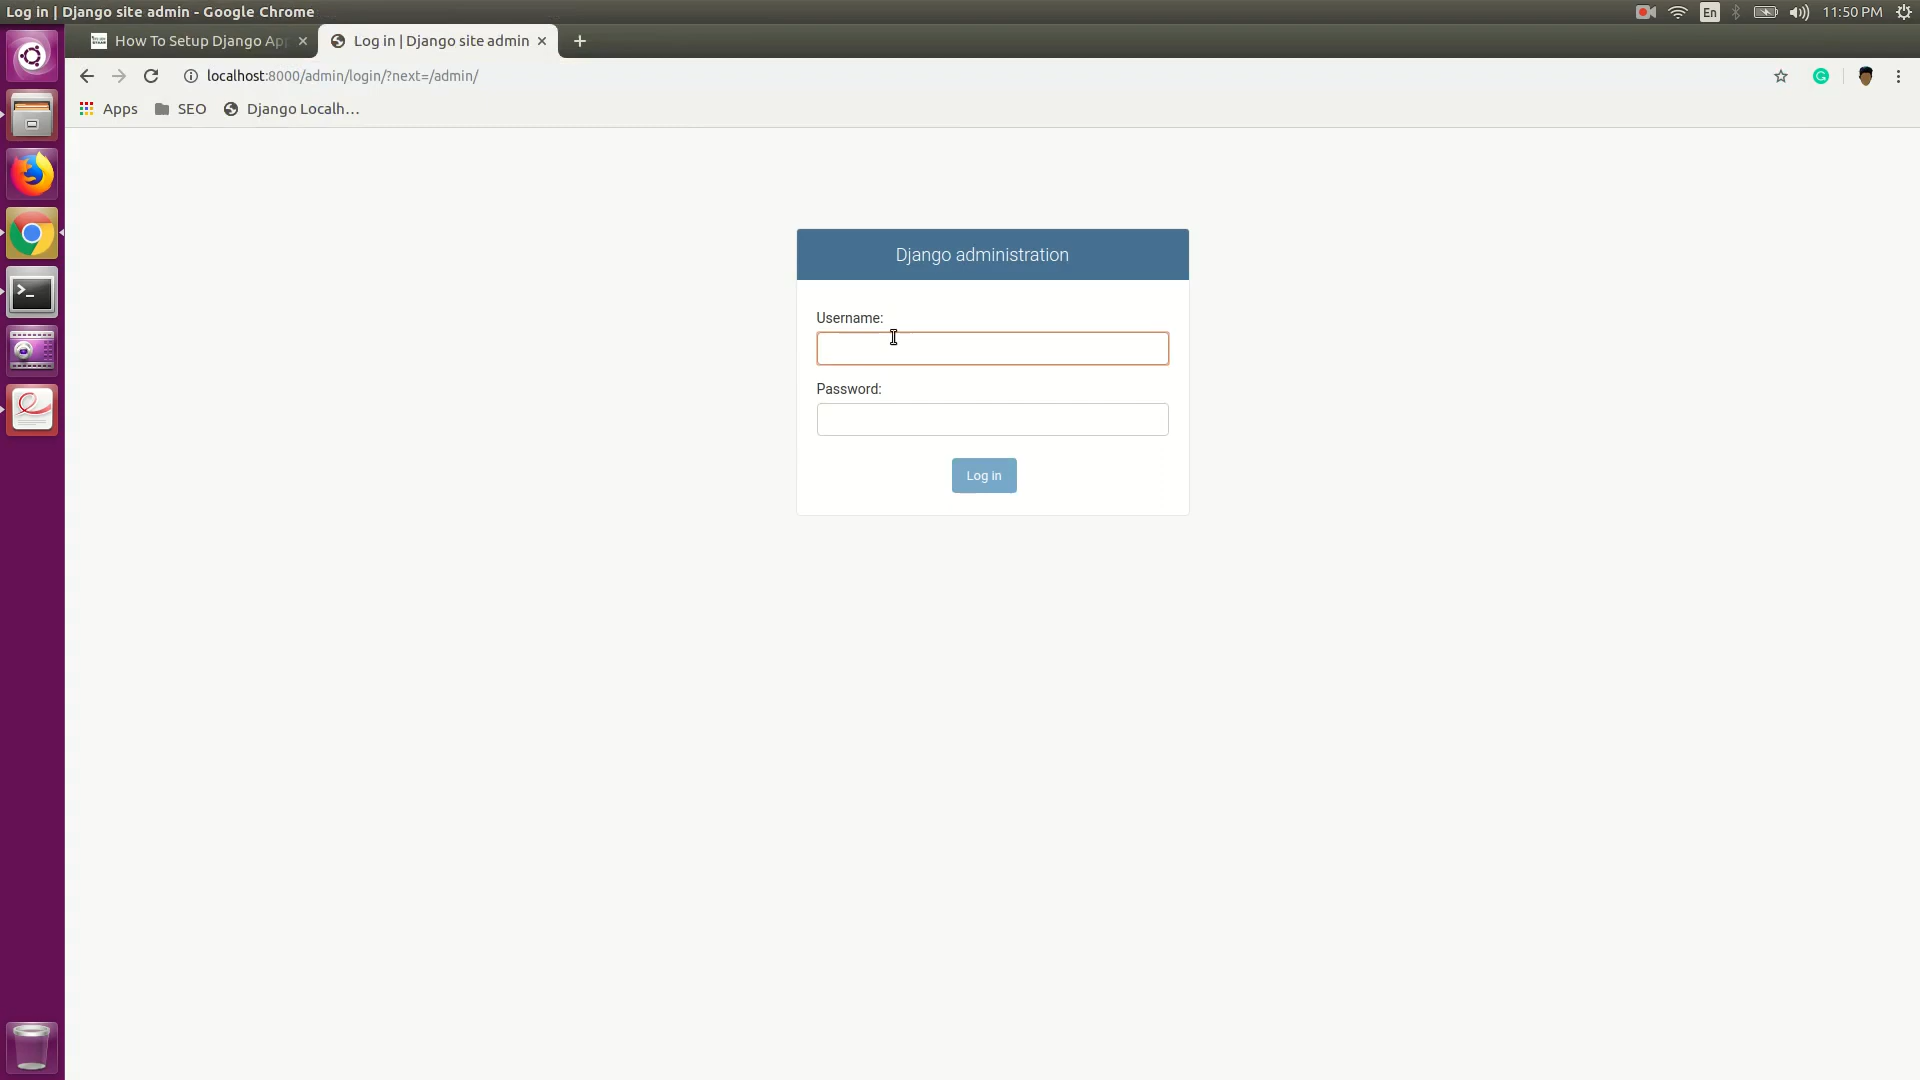 Log in | Django site admin - Google Chrome
En
11:50 PM
How To Setup Django Ap
Log in | Django site admin
localhost:8000/admin/login/?next=/admin/
Apps
SEO
Django Localh...
Django administration
Username:
Password:
Log in